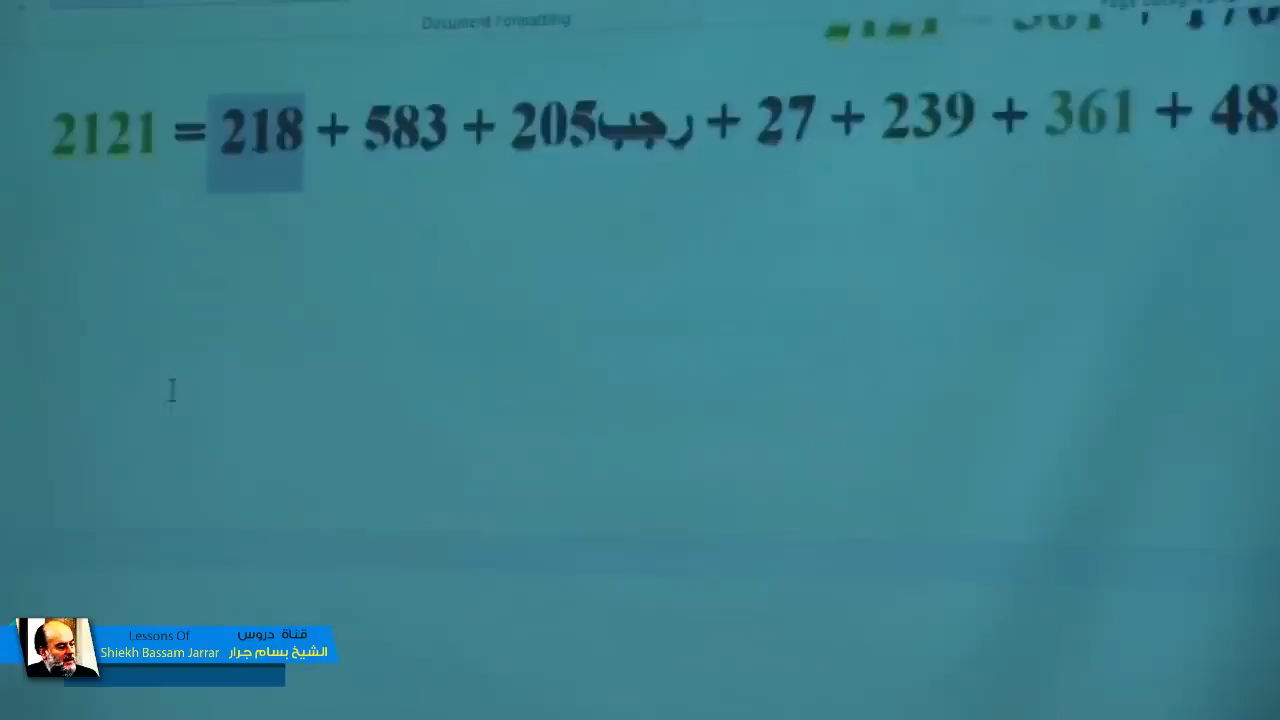 Document Formatting
2121 = 218 + 583 + 205رجب + 27 + 239 + 361 + 48
Lessons Of
Shiekh Bassam Jarrar
قناة دروس
الشيخ بسام جرار